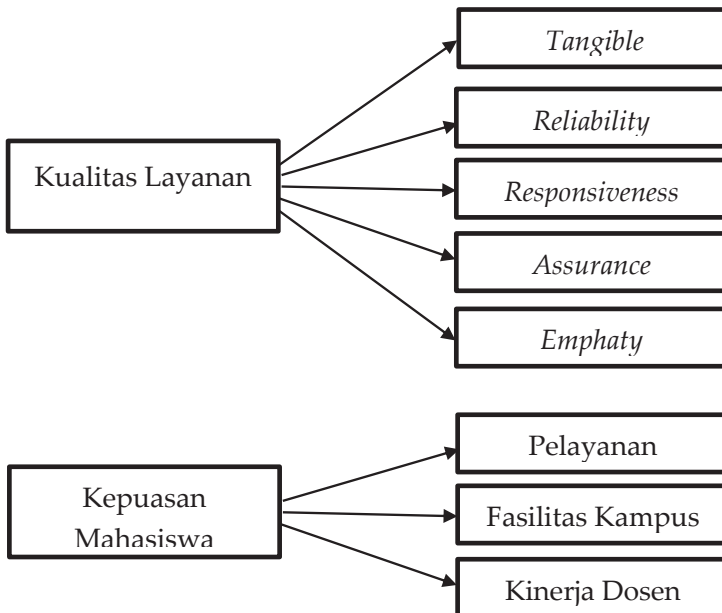 Tangible
Reliability
Kualitas Layanan
Responsiveness
Assurance
Emphaty
Pelayanan
Kepuasan
Mahasiswa
Fasilitas Kampus
Kinerja Dosen